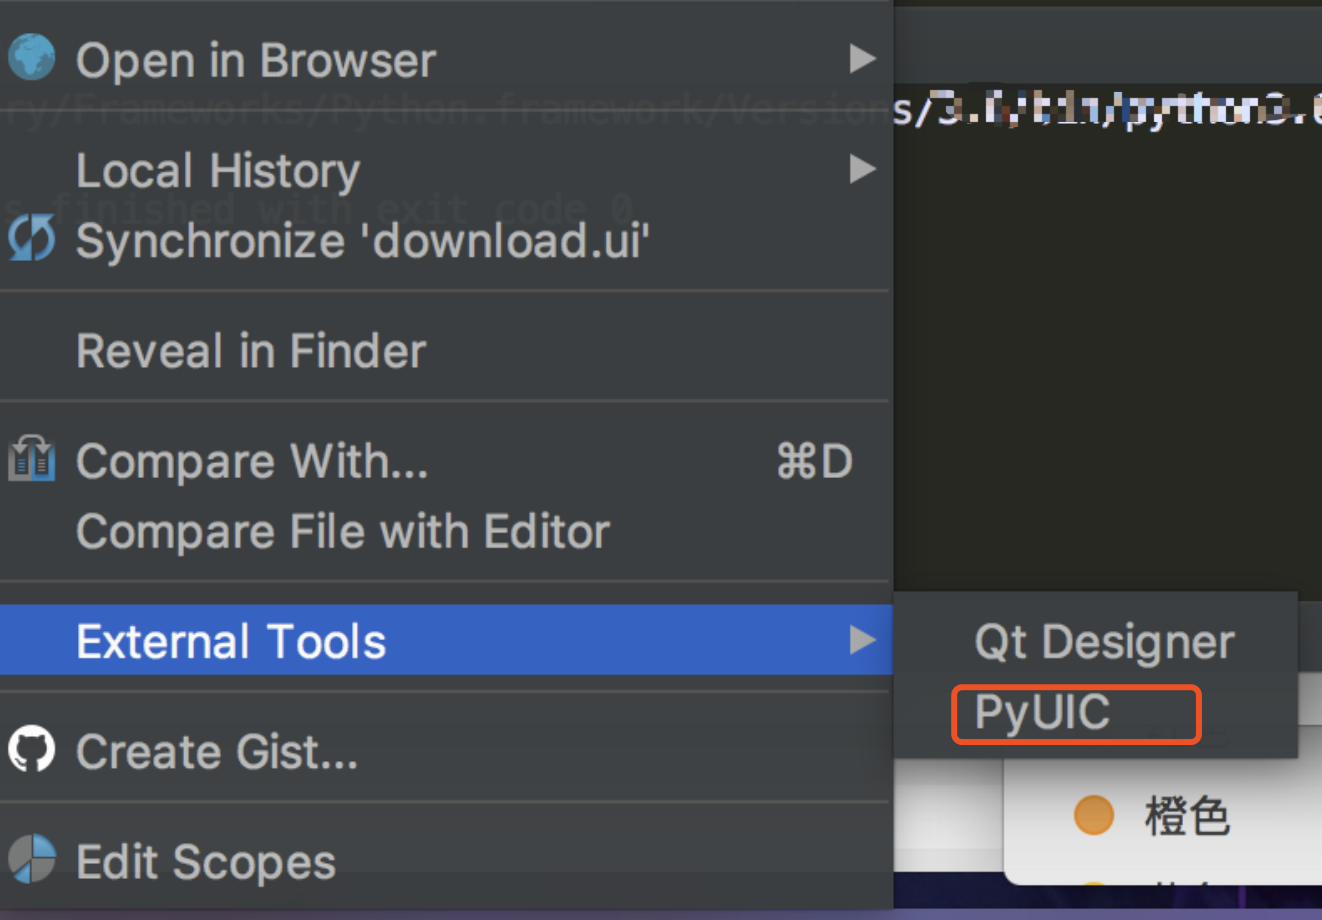 Open in Browser
ry/Frameworks/Python.framework/Versions/3.
Local History
s finished with exit code 0
Synchronize 'download.ui'
Reveal in Finder
Compare With... ⌘D
Compare File with Editor
External Tools
Qt Designer
PyUIC
Create Gist...
橙色
Edit Scopes